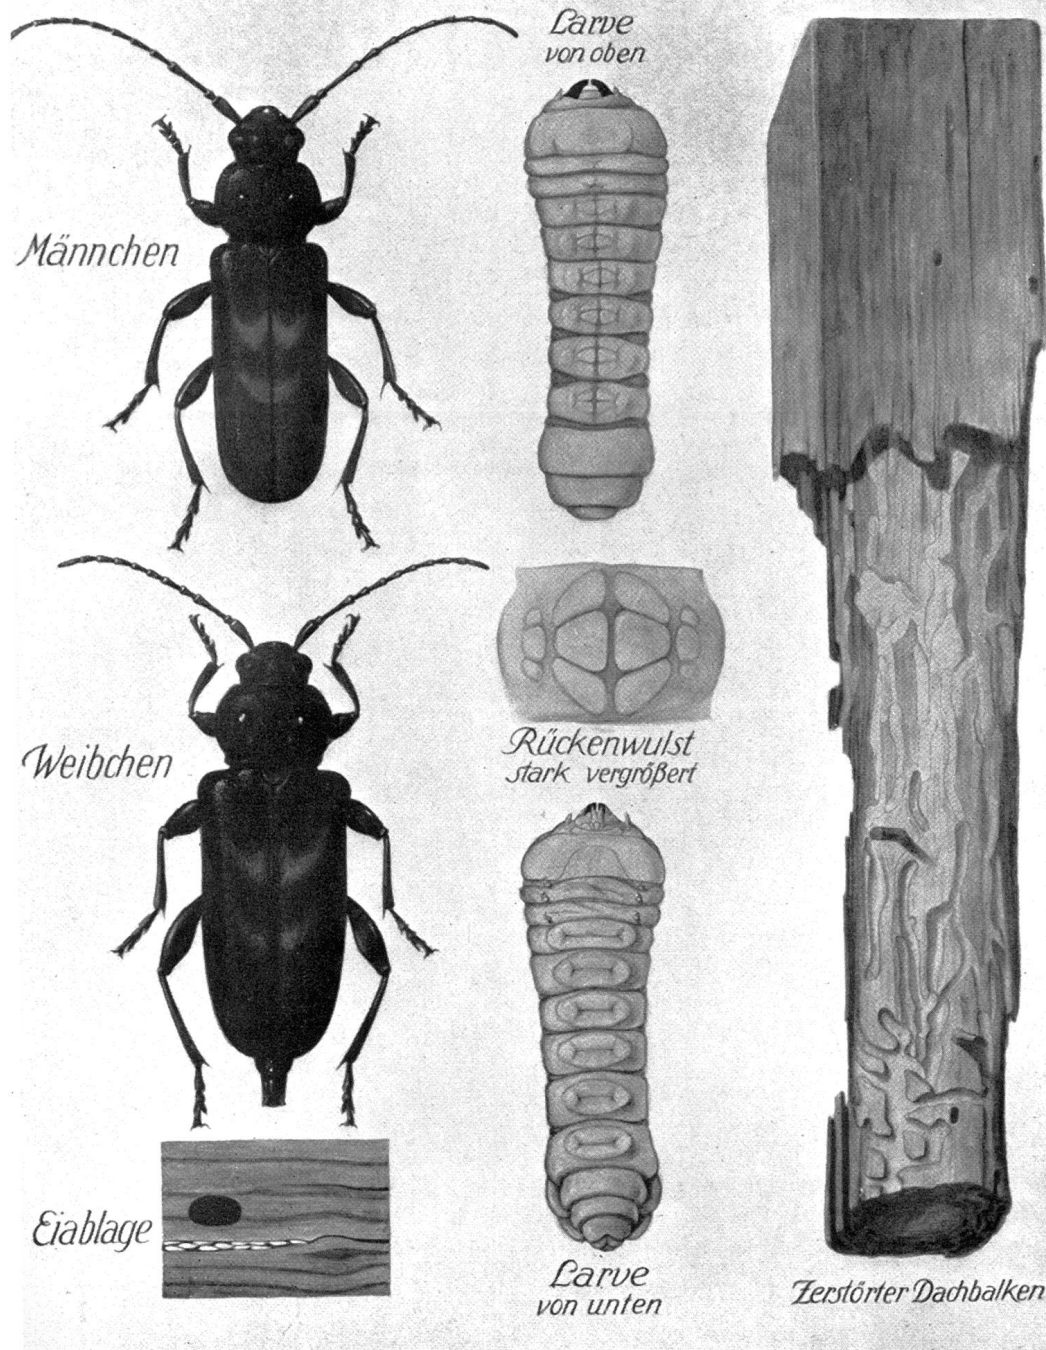 Larve
von oben
Männchen
Rückenwulst
stark vergrößert
Weibchen
Eiablage
Larve
von unten
Zerstörter Dachbalken